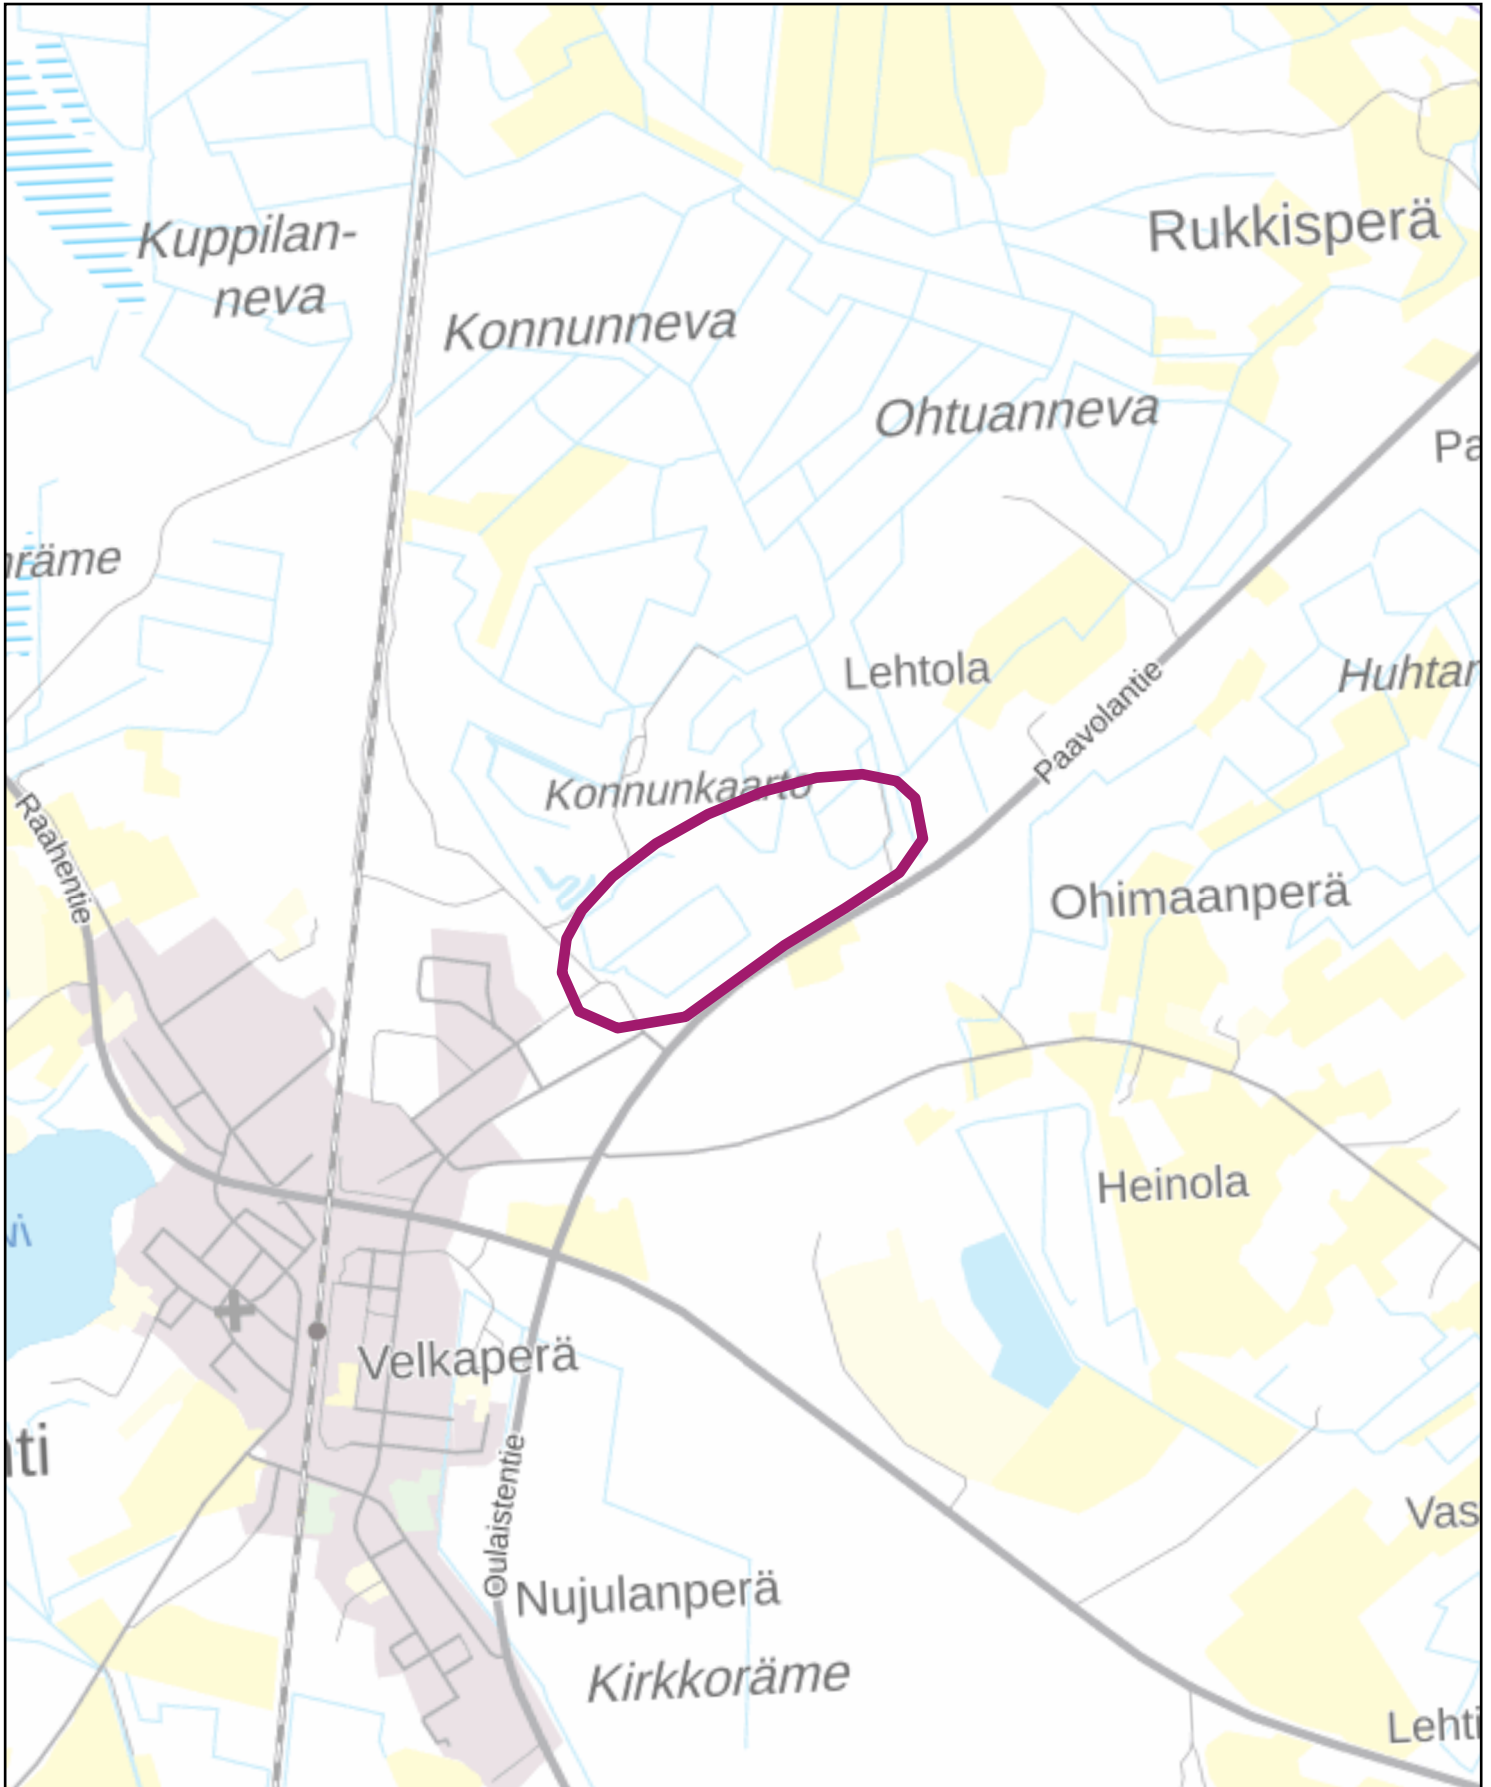 Rukkisperä
Kuppilan-
neva
Konnunneva
Ohtuanneva
Lehtola
Huhtar
Paavolantie
Konnunkaarto
Raahentie
Ohimaanperä
Heinola
Velkaperä
Oulaistentie
Nujulanperä
Kirkkoräme
Vas
Lehti
Pa
räme
ti